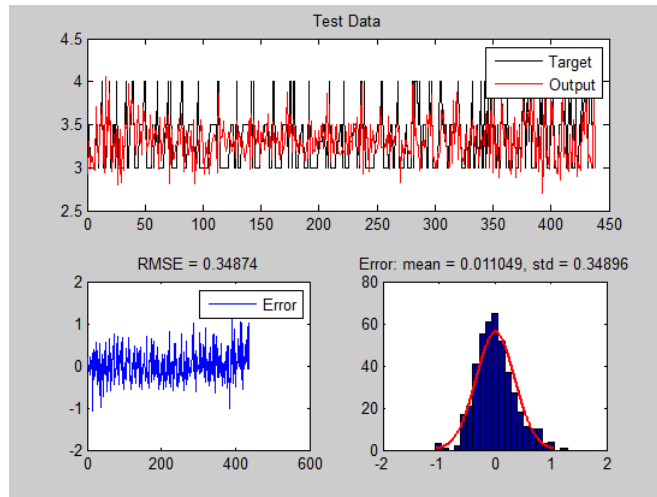 Test Data
4.5
4
3.5
3
2.5
0 50 100 150 200 250 300 350 400 450
Target
Output
RMSE = 0.34874
2
1
0
-1
-2
0 200 400 600
Error
Error: mean = 0.011049, std = 0.34896
80
60
40
20
0
-2 -1 0 1 2